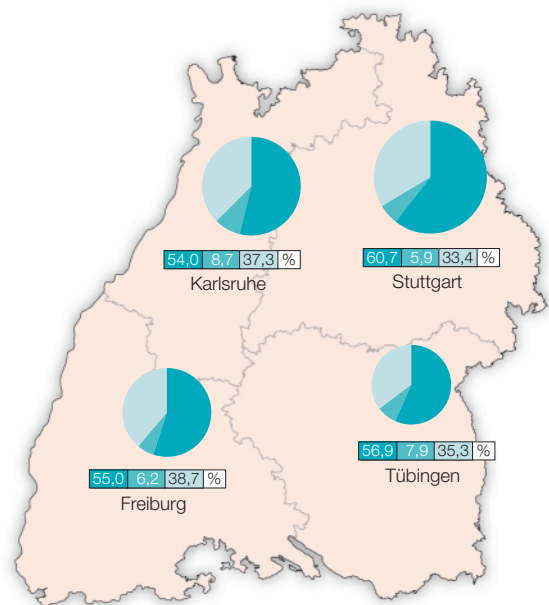 54,0 8,7 37,3 %
Karlsruhe
60,7 5,9 33,4 %
Stuttgart
55,0 6,2 38,7 %
Freiburg
56,9 7,9 35,3 %
Tübingen